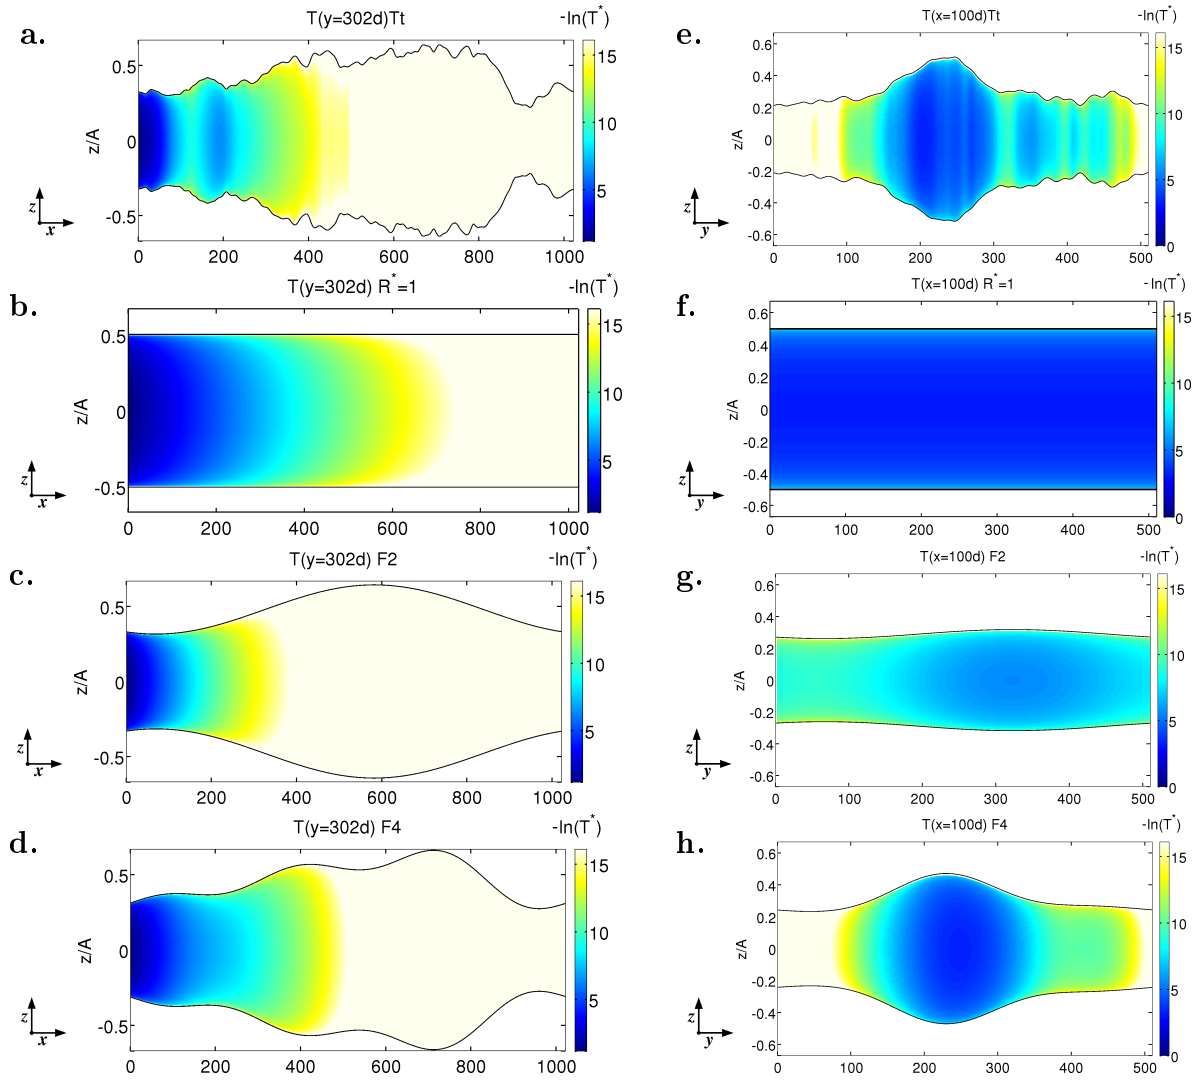 a.
T(y=302d)Tt
-ln(T*)
z/A
0.5
0
-0.5
0 200 400 600 800 1000
15
10
5
z
x
e.
T(x=100d)Tt
-ln(T*)
z/A
0.6
0.4
0.2
0
-0.2
-0.4
-0.6
0 100 200 300 400 500
15
10
5
0
z
y
b.
T(y=302d) R*=1
-ln(T*)
z/A
0.5
0
-0.5
0 200 400 600 800 1000
15
10
5
z
x
f.
T(x=100d) R*=1
-ln(T*)
z/A
0.6
0.4
0.2
0
-0.2
-0.4
-0.6
0 100 200 300 400 500
15
10
5
0
z
y
c.
T(y=302d) F2
-ln(T*)
z/A
0.5
0
-0.5
0 200 400 600 800 1000
15
10
5
z
x
g.
T(x=100d) F2
-ln(T*)
z/A
0.6
0.4
0.2
0
-0.2
-0.4
-0.6
0 100 200 300 400 500
15
10
5
0
z
y
d.
T(y=302d) F4
-ln(T*)
z/A
0.5
0
-0.5
0 200 400 600 800 1000
15
10
5
z
x
h.
T(x=100d) F4
-ln(T*)
z/A
0.6
0.4
0.2
0
-0.2
-0.4
-0.6
0 100 200 300 400 500
15
10
5
0
z
y